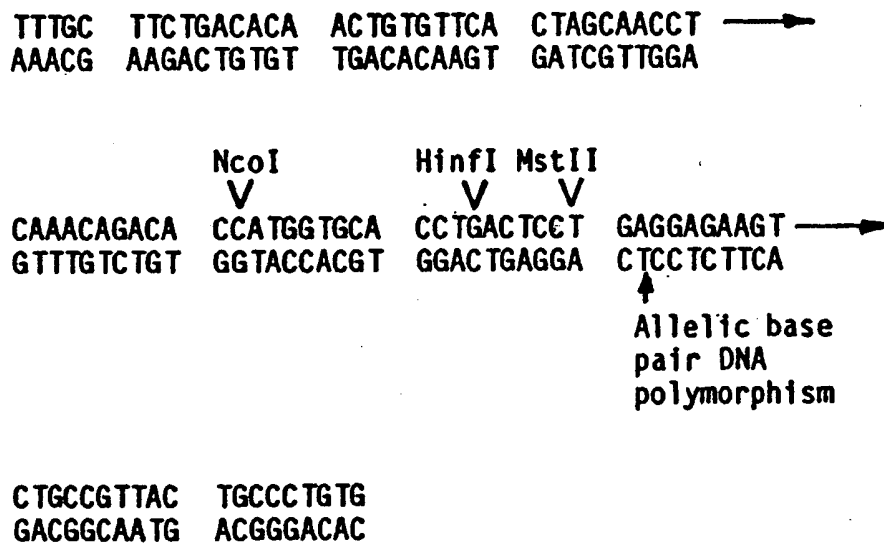 TTTGC TTCTGACACA ACTGTGTTCA CTAGCAACCT
AAACG AAGACTGTGT TGACACAAGT GATCGTTGGA
NcoI HinfI MstII
CAAACAGACA CCATGGTGCA CCTGACTCCT GAGGAGAAGT
GTTTGTCTGT GGTACCACGT GGACTGAGGA CTCCTCTTCA
Allelic base
pair DNA
polymorphism
CTGCCGTTAC TGCCCTGTG
GACGGCAATG ACGGGACAC